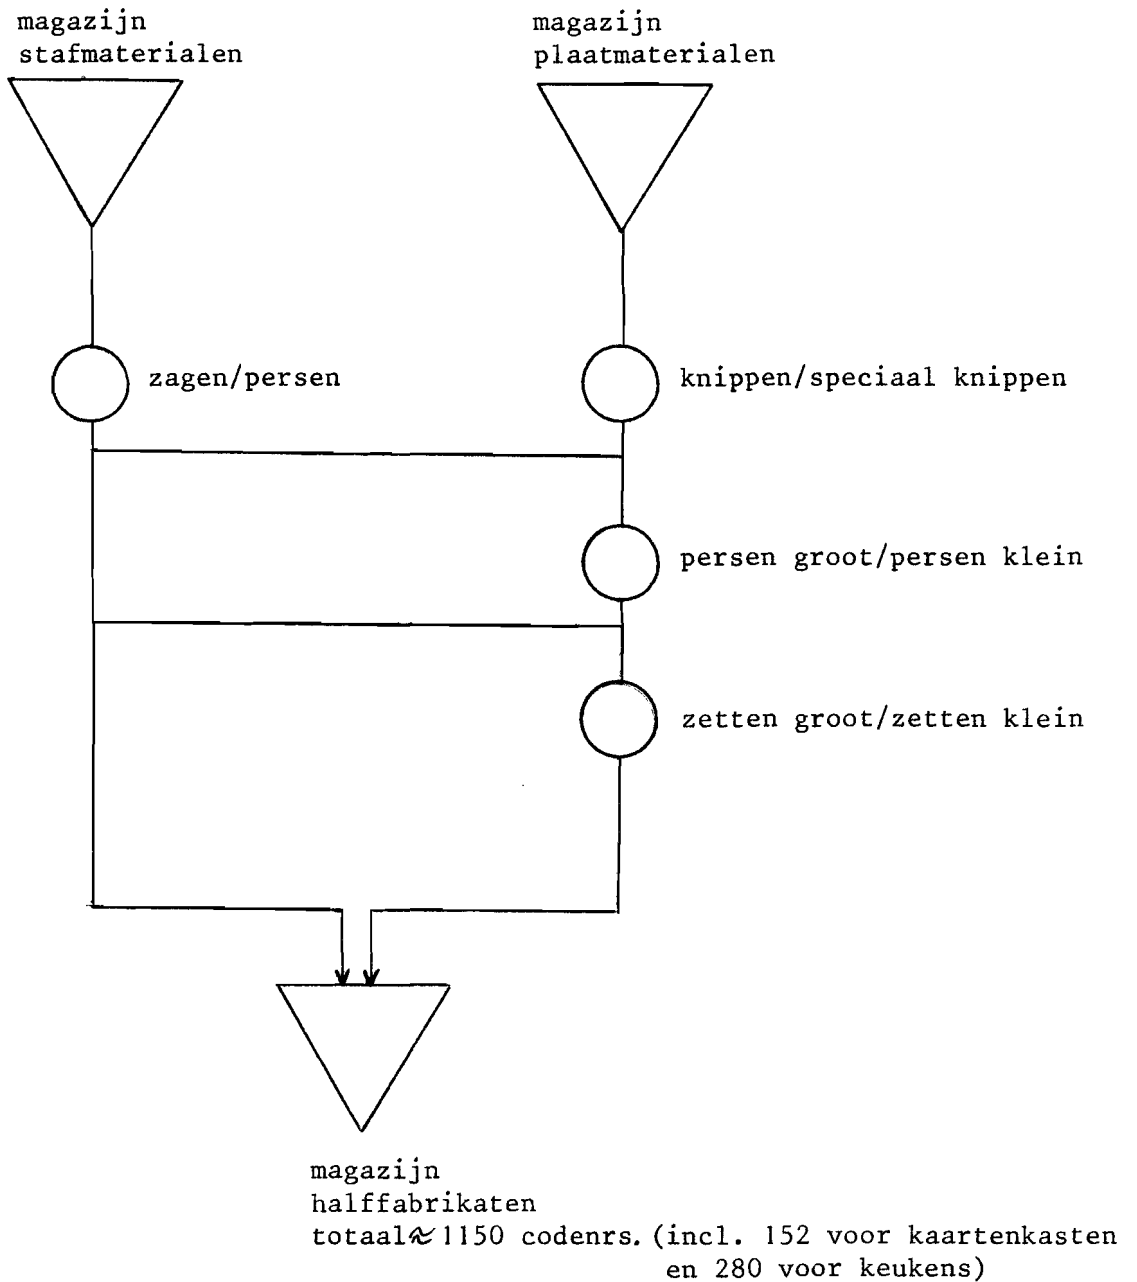 magazijn
stafmaterialen
magazijn
plaatmaterialen
zagen/persen
knippen/speciaal knippen
persen groot/persen klein
zetten groot/zetten klein
magazijn
halffabrikaten
totaal ≈ 1150 codenrs. (incl. 152 voor kaartenkasten
en 280 voor keukens)